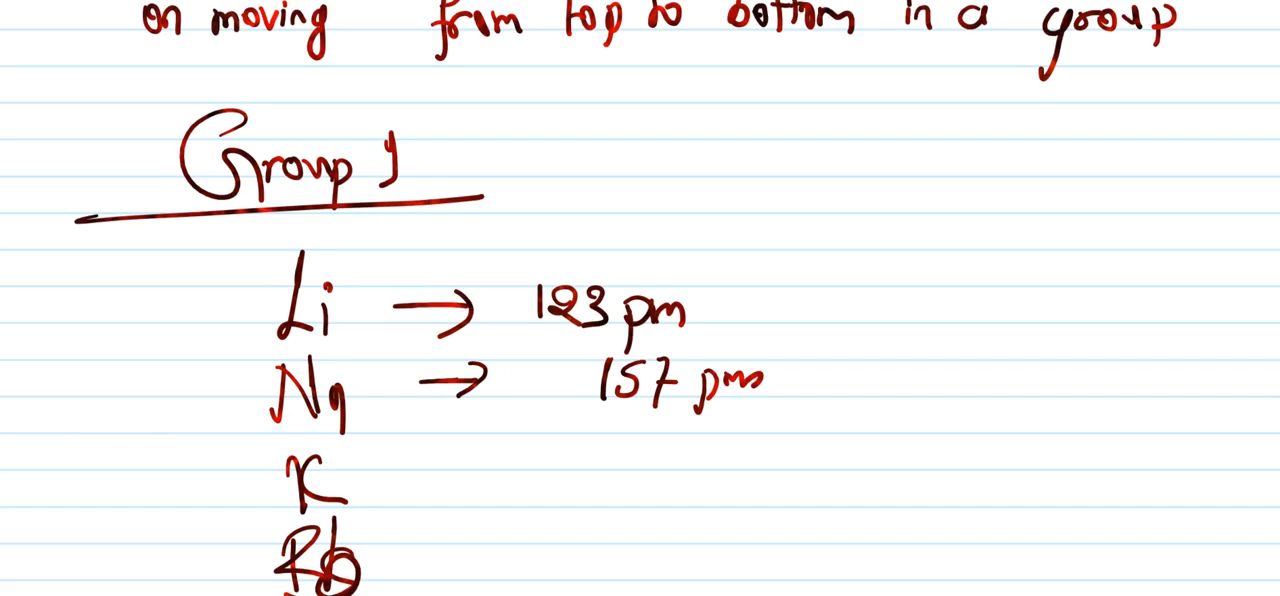 on moving from top to bottom in a group
Group 1
Li → 123 pm
Na → 157 pm
K
Rb